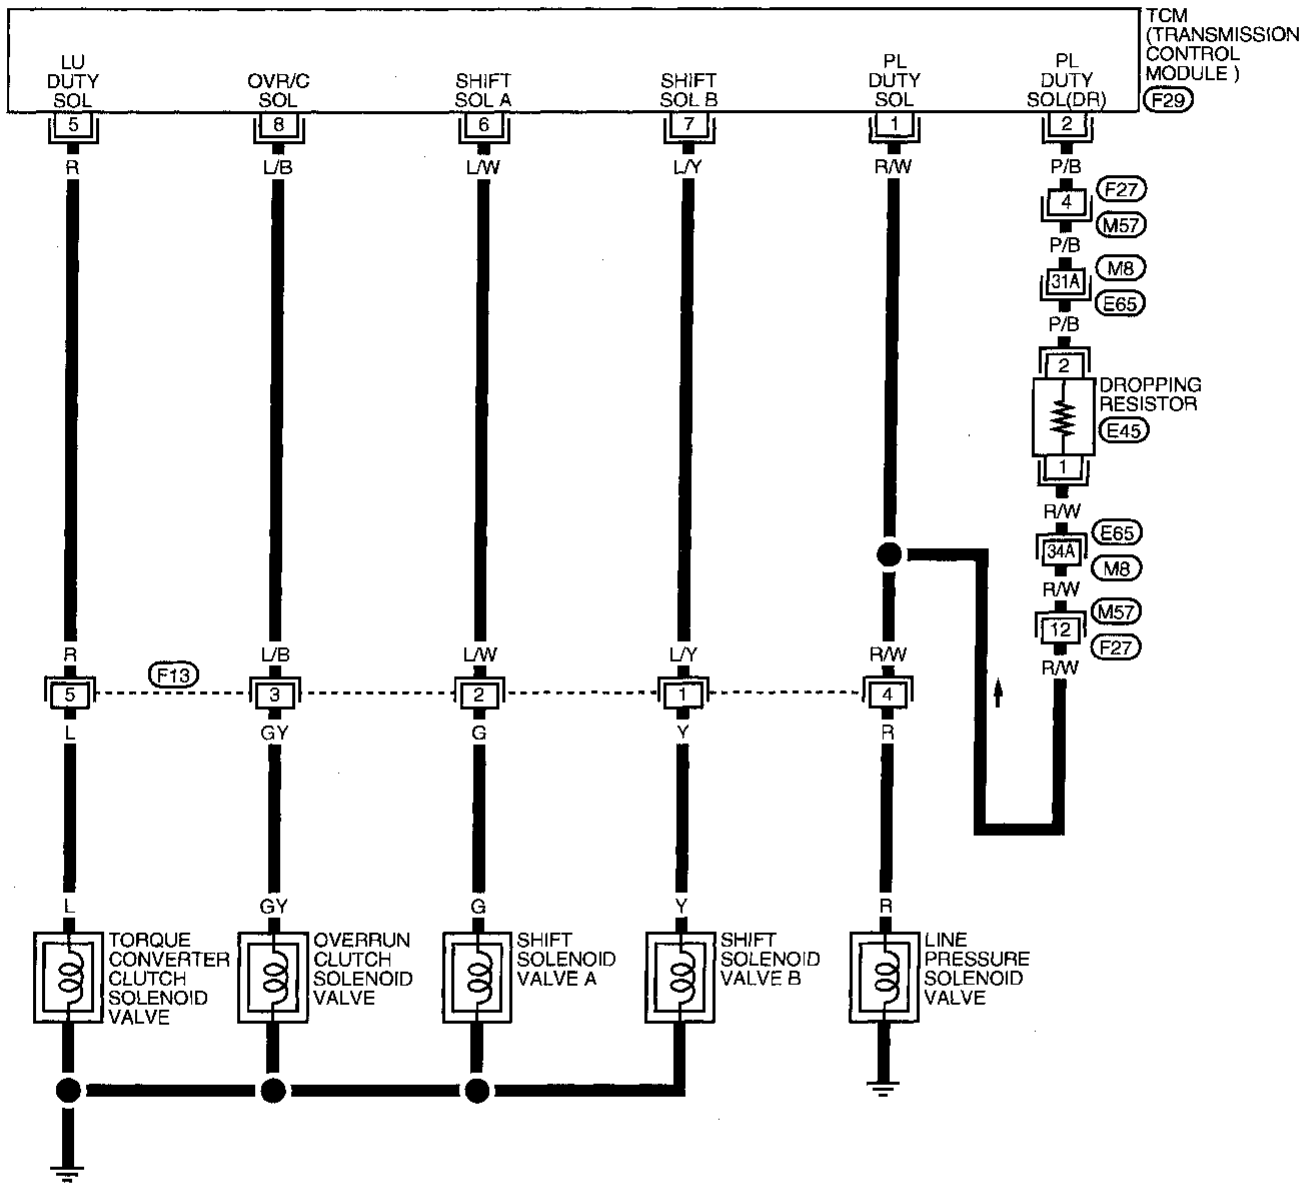 TCM
(TRANSMISSION
CONTROL
MODULE )
F29
LU
DUTY
SOL
OVR/C
SOL
SHIFT
SOL A
SHIFT
SOL B
PL
DUTY
SOL
PL
DUTY
SOL(DR)
5
8
6
7
1
2
R
L/B
L/W
L/Y
R/W
P/B
4
F27
M57
P/B
31A
M8
E65
P/B
2
DROPPING
RESISTOR
E45
1
R/W
34A
E65
M8
R/W
12
M57
F27
R/W
R
L/B
L/W
L/Y
R/W
5
F13
3
2
1
4
L
GY
G
Y
R
L
GY
G
Y
R
TORQUE
CONVERTER
CLUTCH
SOLENOID
VALVE
OVERRUN
CLUTCH
SOLENOID
VALVE
SHIFT
SOLENOID
VALVE A
SHIFT
SOLENOID
VALVE B
LINE
PRESSURE
SOLENOID
VALVE